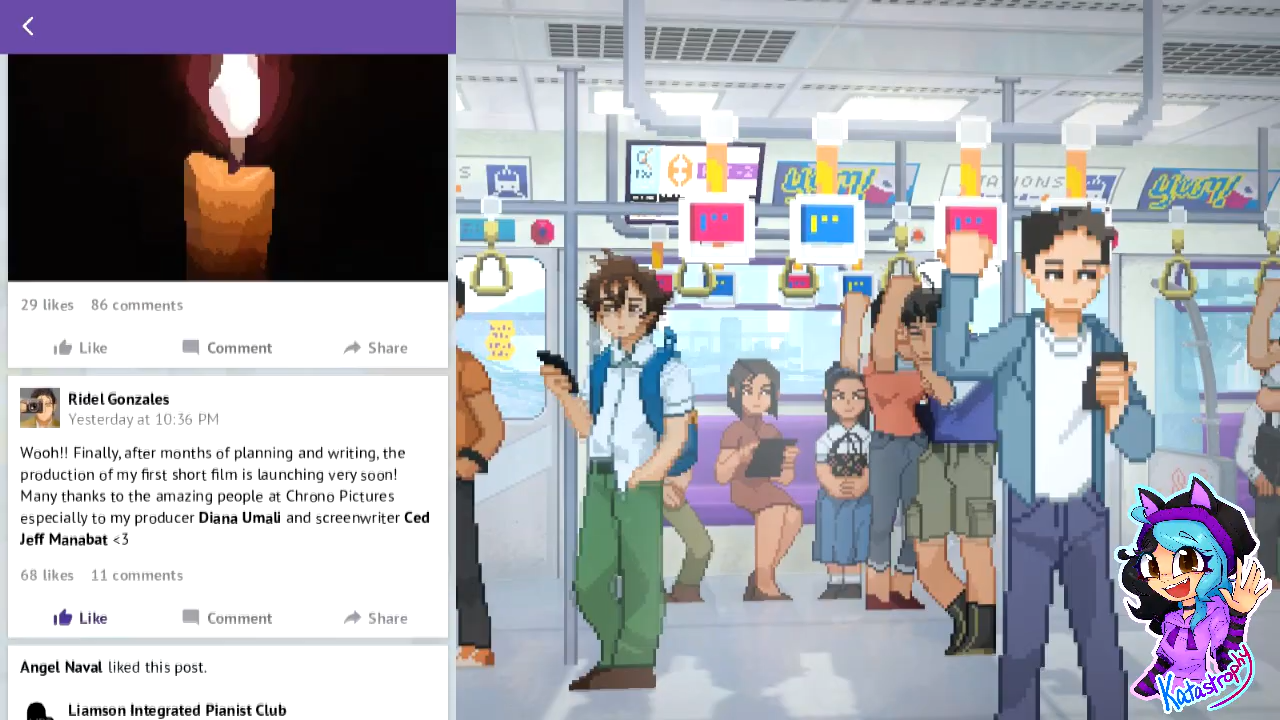 29 likes 86 comments
Like Comment Share
Ridel Gonzales
Yesterday at 10:36 PM
Wooh!! Finally, after months of planning and writing, the
production of my first short film is launching very soon!
Many thanks to the amazing people at Chrono Pictures
especially to my producer Diana Umali and screenwriter Ced
Jeff Manabat <3
68 likes 11 comments
Like Comment Share
Angel Naval liked this post.
Liamson Integrated Pianist Club
S
yum!
TATIONS
yum!
Katastrophy